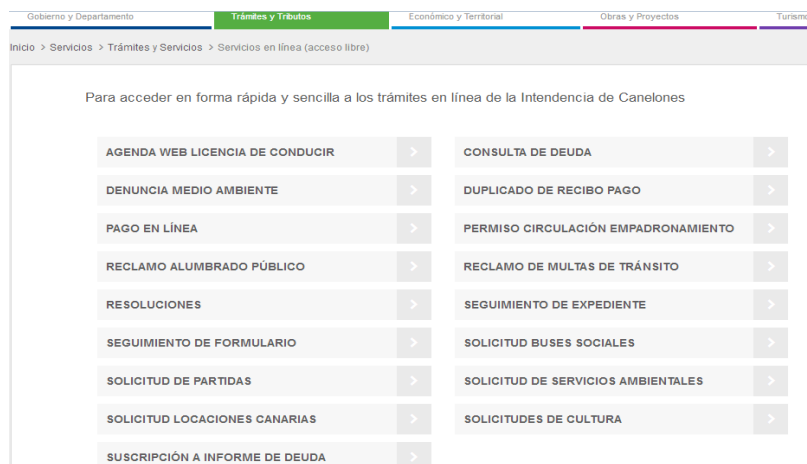 Gobierno y Departamento Trámites y Tributos Económico y Territorial Obras y Proyectos Turismo
Inicio > Servicios > Trámites y Servicios > Servicios en línea (acceso libre)
Para acceder en forma rápida y sencilla a los trámites en línea de la Intendencia de Canelones
AGENDA WEB LICENCIA DE CONDUCIR > CONSULTA DE DEUDA >
DENUNCIA MEDIO AMBIENTE > DUPLICADO DE RECIBO PAGO >
PAGO EN LÍNEA > PERMISO CIRCULACIÓN EMPADRONAMIENTO >
RECLAMO ALUMBRADO PÚBLICO > RECLAMO DE MULTAS DE TRÁNSITO >
RESOLUCIONES > SEGUIMIENTO DE EXPEDIENTE >
SEGUIMIENTO DE FORMULARIO > SOLICITUD BUSES SOCIALES >
SOLICITUD DE PARTIDAS > SOLICITUD DE SERVICIOS AMBIENTALES >
SOLICITUD LOCACIONES CANARIAS > SOLICITUDES DE CULTURA >
SUSCRIPCIÓN A INFORME DE DEUDA >